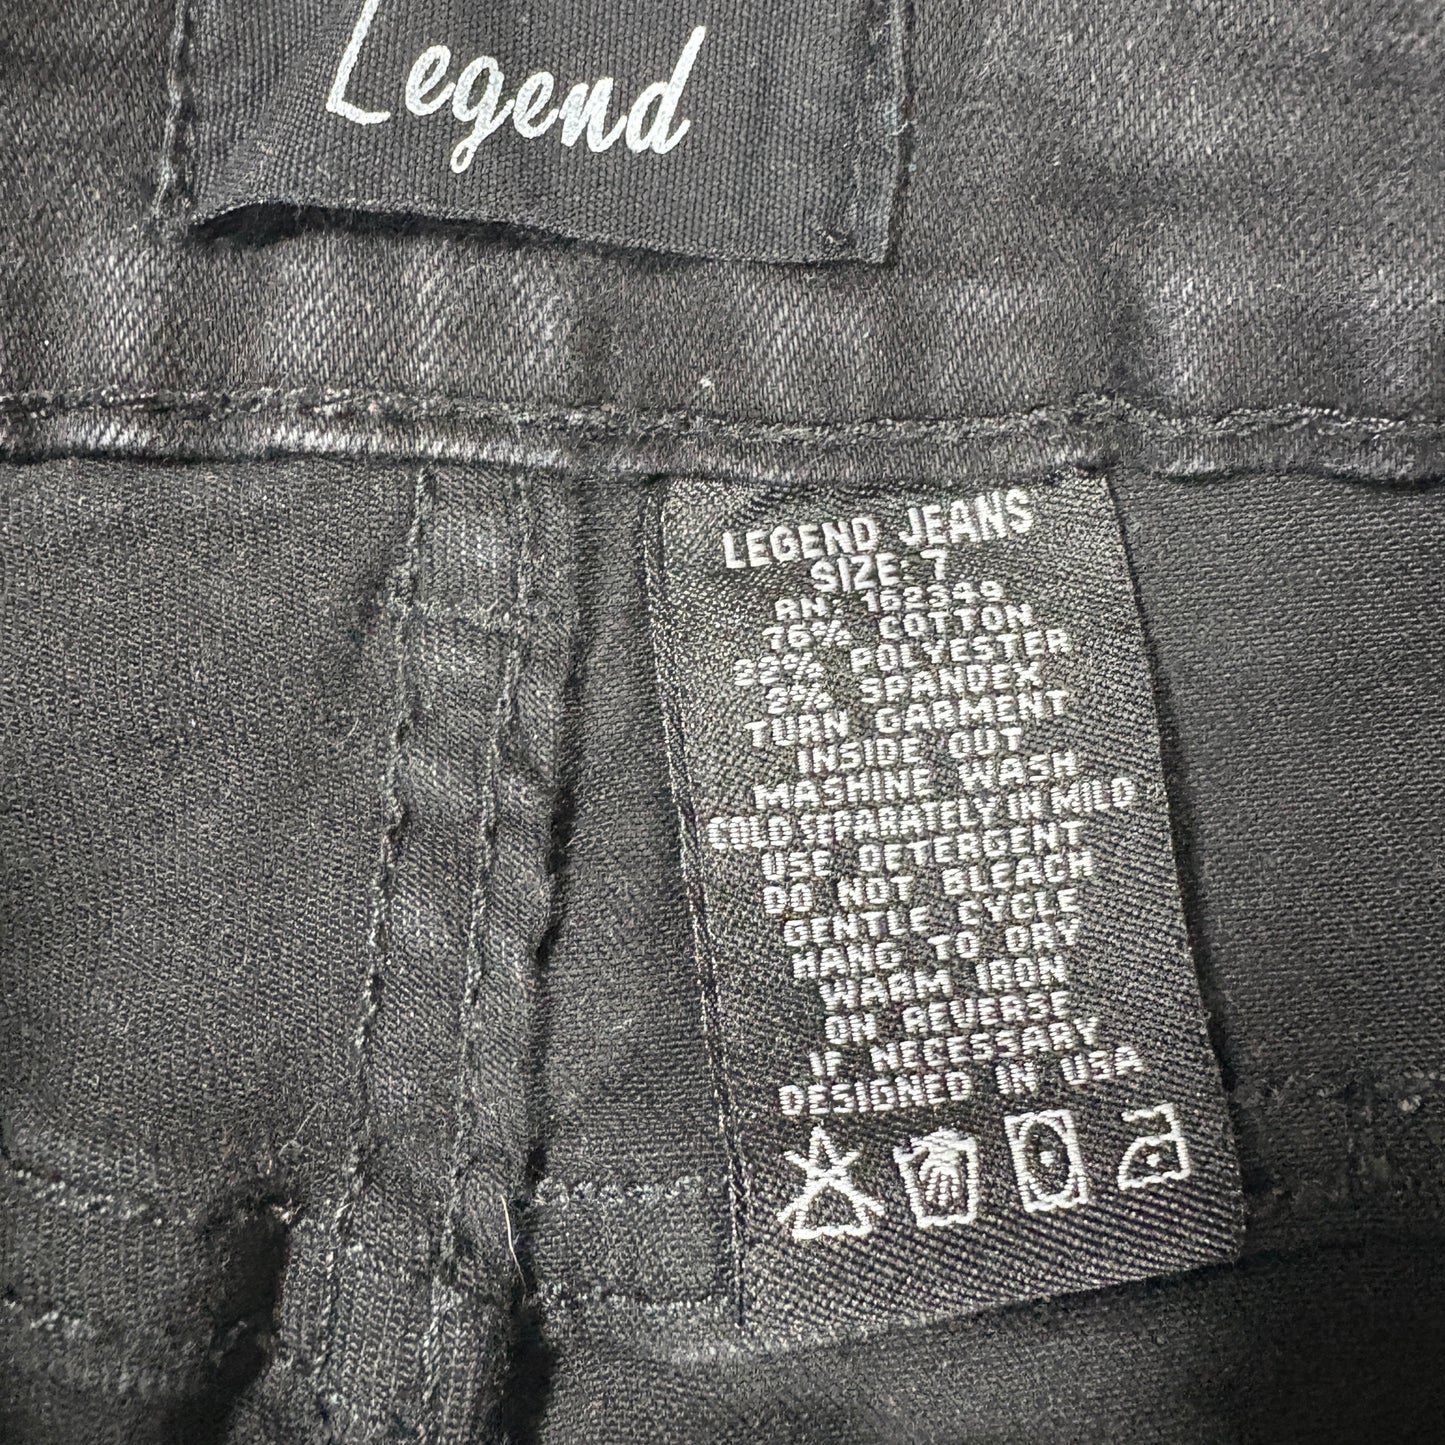 Legend
LEGEND JEANS
SIZE 7
RN: 152349
76% COTTON
22% POLYESTER
2% SPANDEX
TURN GARMENT
INSIDE OUT
MASHINE WASH
COLD SEPARATELY IN MILD
USE DETERGENT
DO NOT BLEACH
GENTLE CYCLE
HANG TO DRY
WARM IRON
ON REVERSE
IF NECESSARY
DESIGNED IN USA